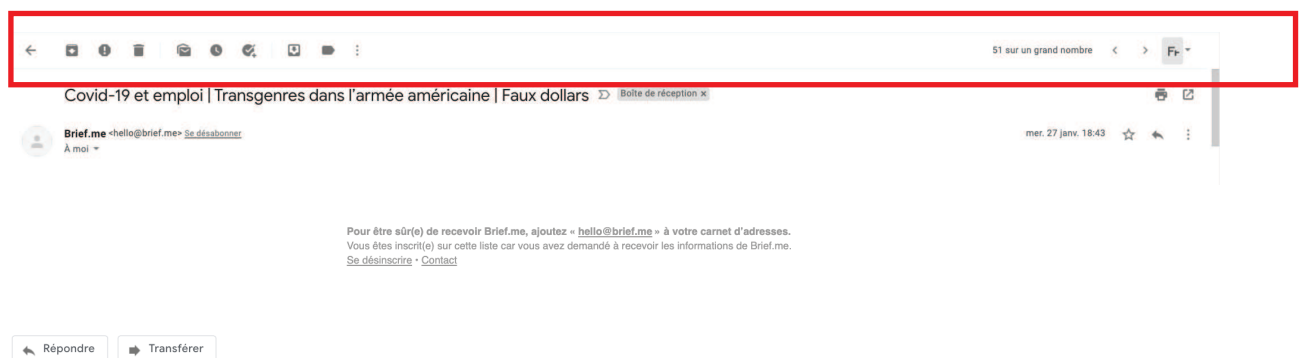 51 sur un grand nombre
Covid-19 et emploi | Transgenres dans l'armée américaine | Faux dollars Boîte de réception ×
Brief.me <hello@brief.me> Se désabonner mer. 27 janv. 18:43
À moi
Pour être sûr(e) de recevoir Brief.me, ajoutez « hello@brief.me » à votre carnet d'adresses.
Vous êtes inscrit(e) sur cette liste car vous avez demandé à recevoir les informations de Brief.me.
Se désinscrire • Contact
Répondre Transférer